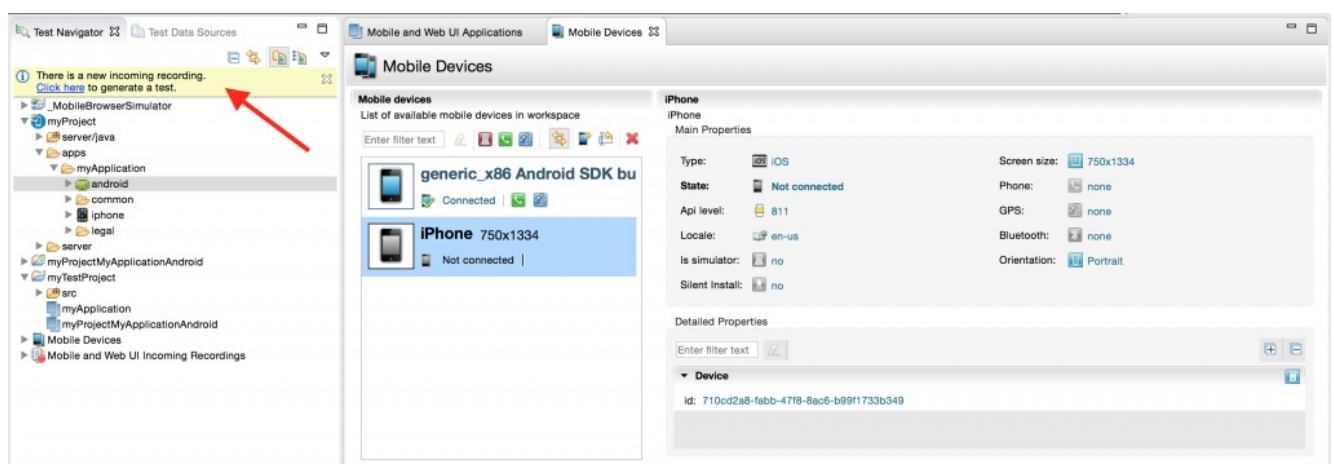 Test Navigator
Test Data Sources
There is a new incoming recording.
Click here to generate a test.
_MobileBrowserSimulator
myProject
server/java
apps
myApplication
android
common
iphone
legal
server
myProjectMyApplicationAndroid
myTestProject
src
myApplication
myProjectMyApplicationAndroid
Mobile Devices
Mobile and Web UI Incoming Recordings
Mobile and Web UI Applications
Mobile Devices
Mobile Devices
Mobile devices
List of available mobile devices in workspace
Enter filter text
generic_x86 Android SDK bu
Connected
iPhone 750x1334
Not connected
iPhone
iPhone
Main Properties
Type: iOS iOS
Screen size: 750x1334
State: Not connected
Phone: none
Api level: 811
GPS: none
Locale: en-us
Bluetooth: none
Is simulator: no
Orientation: Portrait
Silent Install: no
Detailed Properties
Enter filter text
Device
id: 710cd2a8-fabb-47f8-8ac6-b99f1733b349